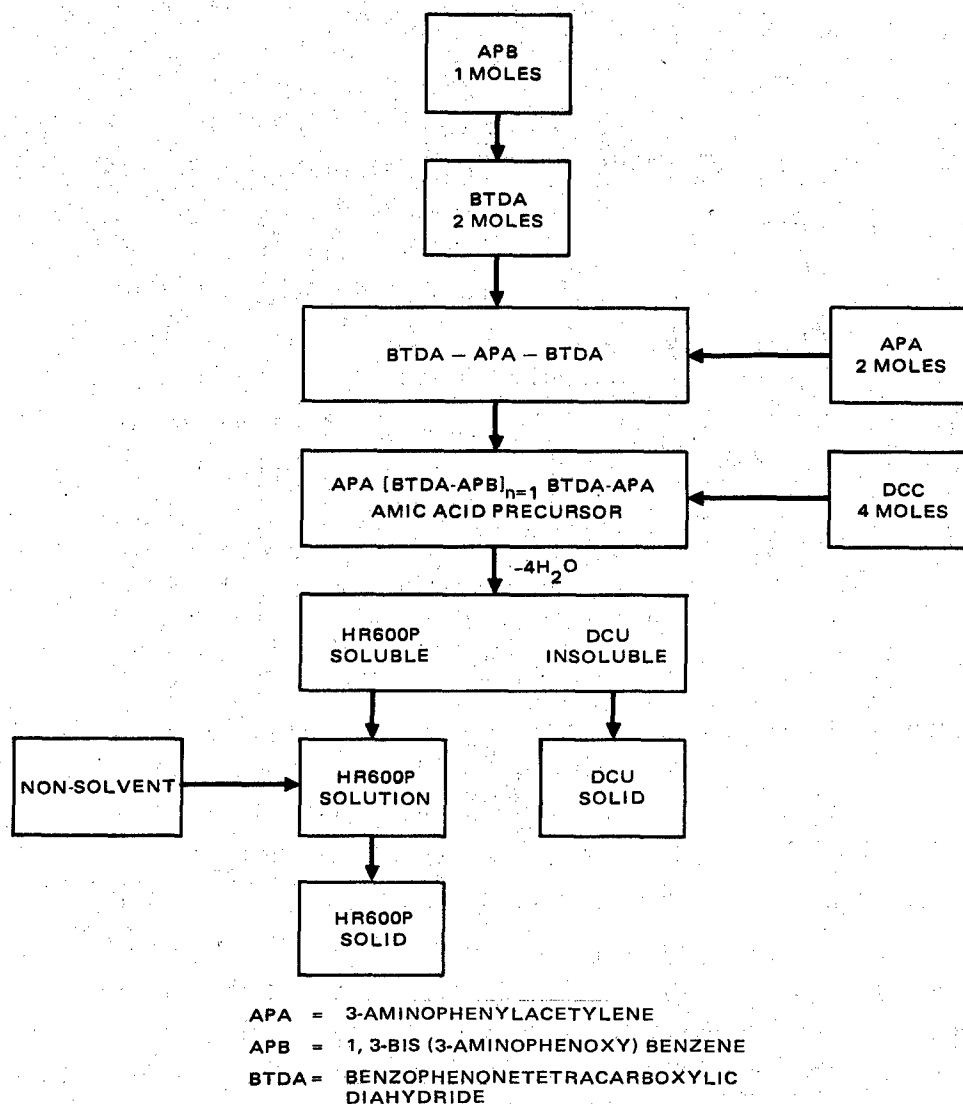 APB
1 MOLES
BTDA
2 MOLES
BTDA – APA – BTDA
APA
2 MOLES
APA [BTDA-APB]n=1 BTDA-APA
AMIC ACID PRECURSOR
DCC
4 MOLES
-4H2O
HR600P
SOLUBLE
DCU
INSOLUBLE
NON-SOLVENT
HR600P
SOLUTION
DCU
SOLID
HR600P
SOLID
APA = 3-AMINOPHENYLACETYLENE
APB = 1, 3-BIS (3-AMINOPHENOXY) BENZENE
BTDA = BENZOPHENONETETRACARBOXYLIC
DIAHYDRIDE